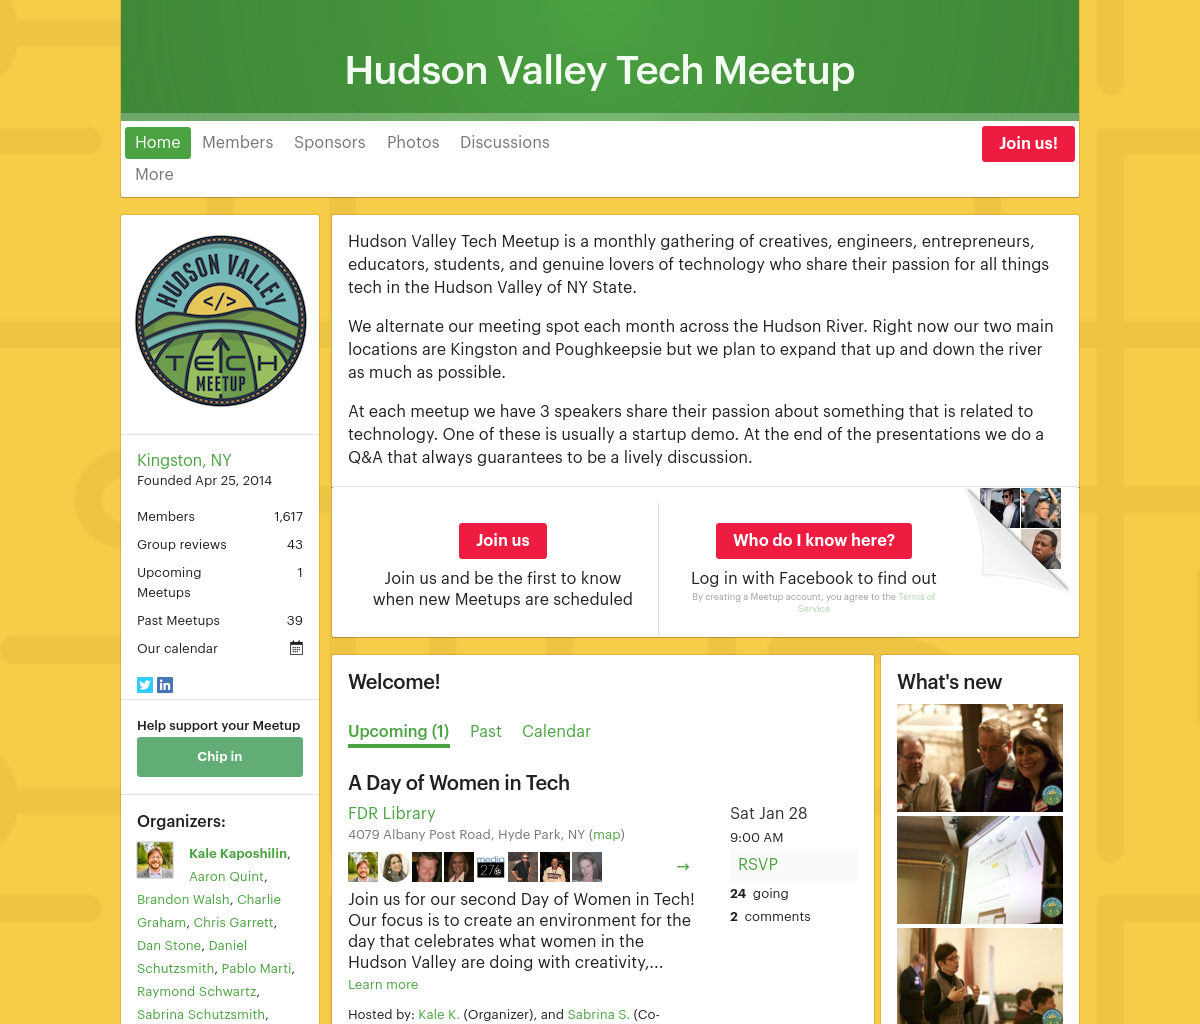 Hudson Valley Tech Meetup
Home Members Sponsors Photos Discussions
More
Join us!
HUDSON VALLEY
</>
TECH
MEETUP
Kingston, NY
Founded Apr 25, 2014
Members 1,617
Group reviews 43
Upcoming 1
Meetups
Past Meetups 39
Our calendar
in
Help support your Meetup
Chip in
Organizers:
Kale Kaposhilin,
Aaron Quint,
Brandon Walsh, Charlie
Graham, Chris Garrett,
Dan Stone, Daniel
Schutzsmith, Pablo Marti,
Raymond Schwartz,
Sabrina Schutzsmith,
Hudson Valley Tech Meetup is a monthly gathering of creatives, engineers, entrepreneurs,
educators, students, and genuine lovers of technology who share their passion for all things
tech in the Hudson Valley of NY State.
We alternate our meeting spot each month across the Hudson River. Right now our two main
locations are Kingston and Poughkeepsie but we plan to expand that up and down the river
as much as possible.
At each meetup we have 3 speakers share their passion about something that is related to
technology. One of these is usually a startup demo. At the end of the presentations we do a
Q&A that always guarantees to be a lively discussion.
Join us
Join us and be the first to know
when new Meetups are scheduled
Who do I know here?
Log in with Facebook to find out
By creating a Meetup account, you agree to the Terms of
Service
Welcome!
Upcoming (1) Past Calendar
A Day of Women in Tech
FDR Library
4079 Albany Post Road, Hyde Park, NY (map)
media
276
→
Join us for our second Day of Women in Tech!
Our focus is to create an environment for the
day that celebrates what women in the
Hudson Valley are doing with creativity,...
Learn more
Hosted by: Kale K. (Organizer), and Sabrina S. (Co-
Sat Jan 28
9:00 AM
RSVP
24 going
2 comments
What's new